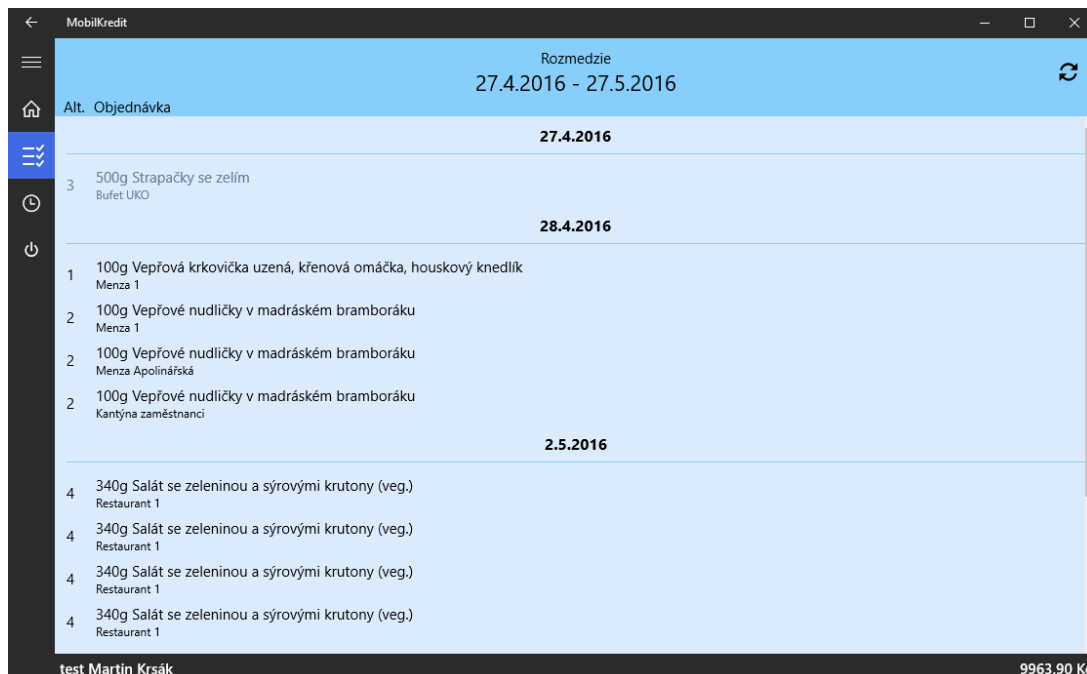 MobilKredit
Rozmedzie
27.4.2016 - 27.5.2016
Alt. Objednávka
27.4.2016
3 500g Strapačky se zelím
Bufet UKO
28.4.2016
1 100g Vepřová krkovička uzená, křenová omáčka, houskový knedlík
Menza 1
2 100g Vepřové nudličky v madráském bramboráku
Menza 1
2 100g Vepřové nudličky v madráském bramboráku
Menza Apolinářská
2 100g Vepřové nudličky v madráském bramboráku
Kantýna zaměstnanci
2.5.2016
4 340g Salát se zeleninou a sýrovými krutony (veg.)
Restaurant 1
4 340g Salát se zeleninou a sýrovými krutony (veg.)
Restaurant 1
4 340g Salát se zeleninou a sýrovými krutony (veg.)
Restaurant 1
4 340g Salát se zeleninou a sýrovými krutony (veg.)
Restaurant 1
test Martin Krsák 9963.90 Kč